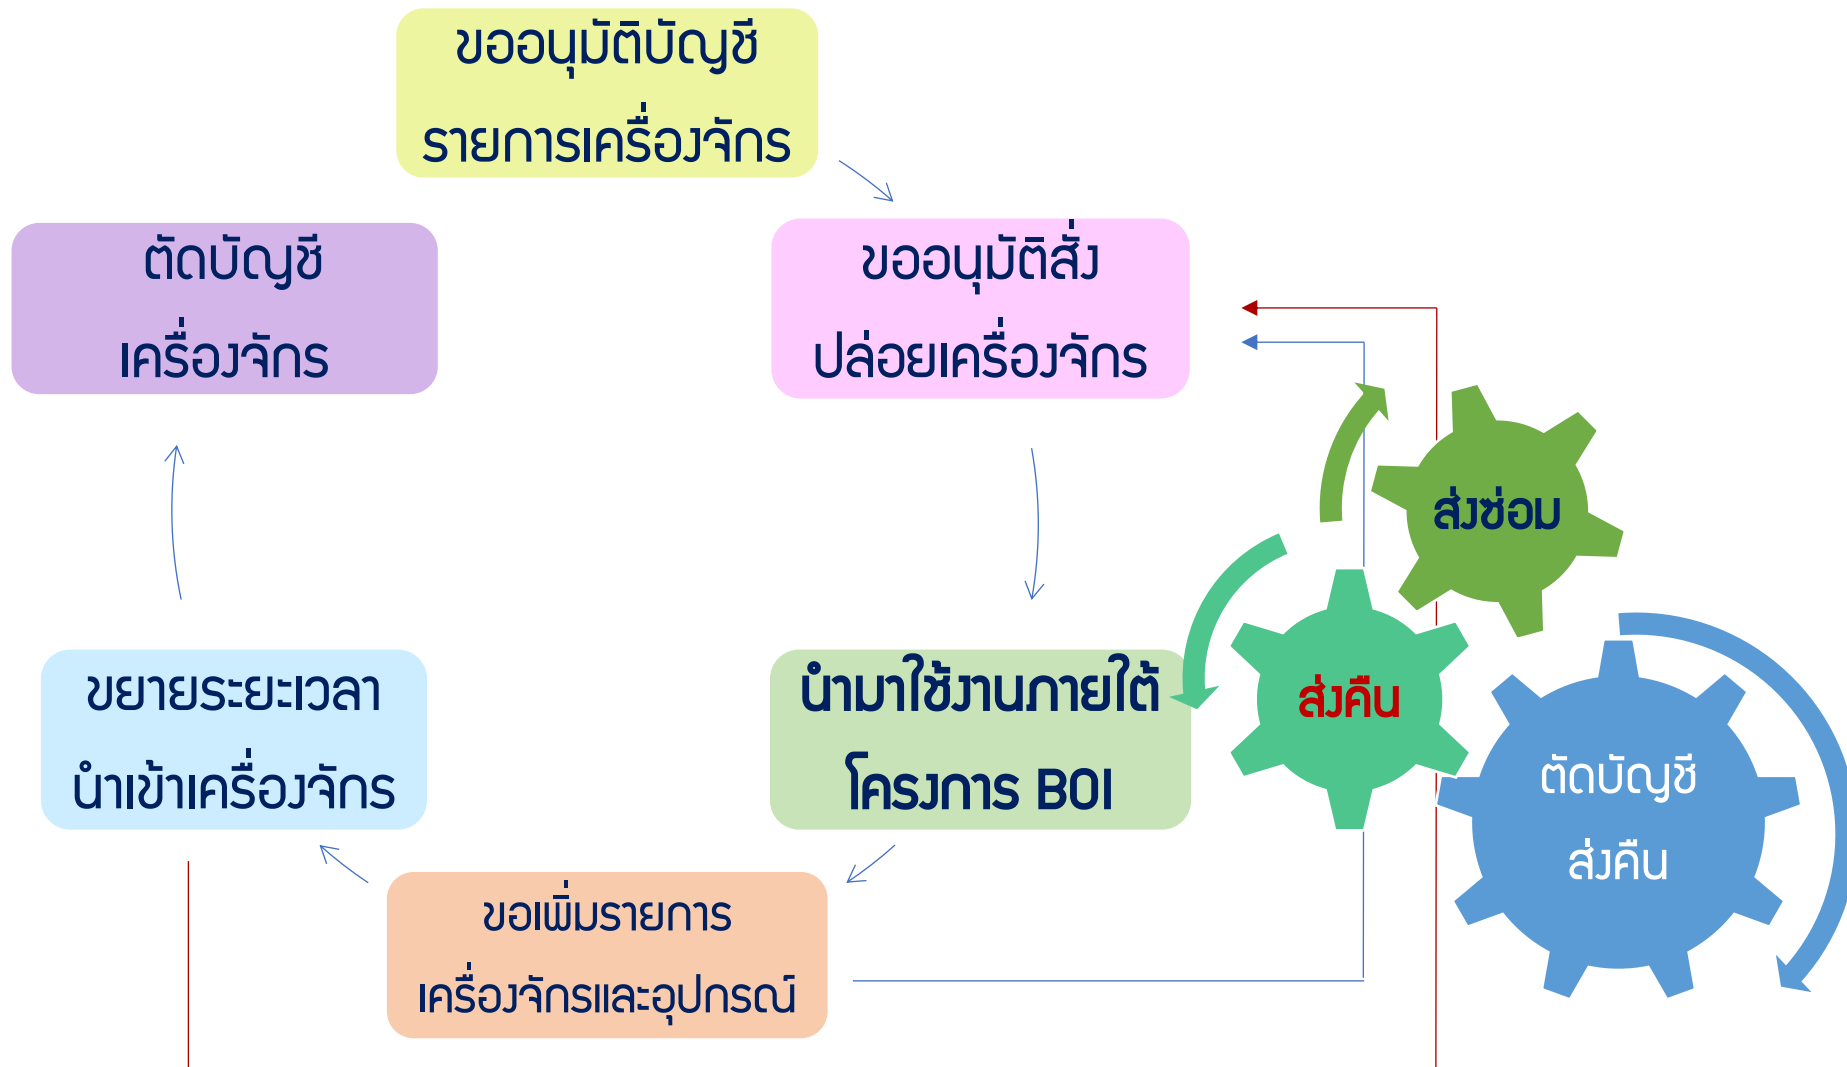 ขออนุมัติบัญชี
รายการเครื่องจักร
ตัดบัญชี
เครื่องจักร
ขออนุมัติสั่ง
ปล่อยเครื่องจักร
ส่งซ่อม
ขยายระยะเวลา
นำเข้าเครื่องจักร
นำมาใช้งานภายใต้
โครงการ BOI
ส่งคืน
ตัดบัญชี
ส่งคืน
ขอเพิ่มรายการ
เครื่องจักรและอุปกรณ์